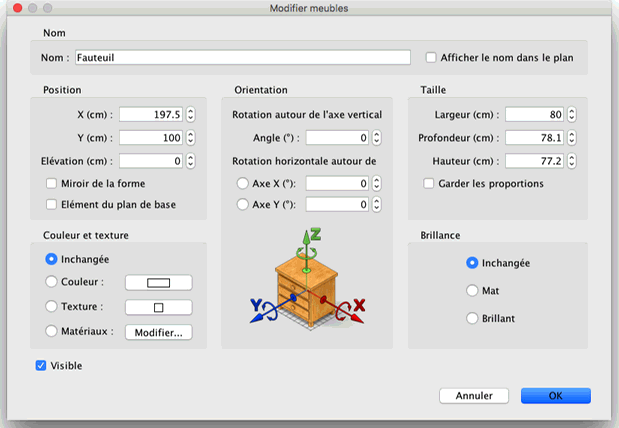 Modifier meubles
Nom
Nom : Fauteuil
Afficher le nom dans le plan
Position
X (cm) : 197.5
Y (cm) : 100
Elévation (cm) : 0
Miroir de la forme
Elément du plan de base
Orientation
Rotation autour de l'axe vertical
Angle (°) : 0
Rotation horizontale autour de
Axe X (°): 0
Axe Y (°): 0
Taille
Largeur (cm) : 80
Profondeur (cm) : 78.1
Hauteur (cm) : 77.2
Garder les proportions
Couleur et texture
Inchangée
Couleur :
Texture :
Matériaux : Modifier...
Z
Y
X
Brillance
Inchangée
Mat
Brillant
Visible
Annuler
OK